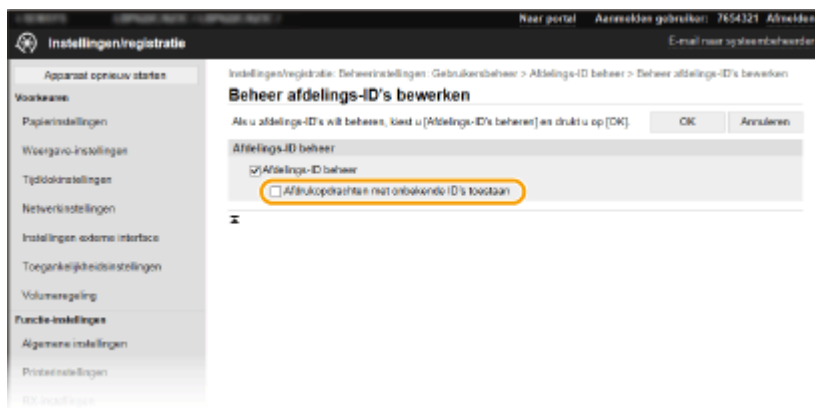 Naar portal Aanmelden gebruiker: 7654321 Afmelden
Instellingen/registratie
E-mail naar systeembeheerder
Apparaat opnieuw starten
Voorkeuren
Papierinstellingen
Weergave-instellingen
Tijdklokinstellingen
Netwerkinstellingen
Instellingen externe interface
Toegankelijkheidsinstellingen
Volumeregeling
Functie-instellingen
Algemene instellingen
Printerinstellingen
Instellingen/registratie: Beheerinstellingen: Gebruikersbeheer > Afdelings-ID beheer > Beheer afdelings-ID's bewerken
Beheer afdelings-ID's bewerken
Als u afdelings-ID's wilt beheren, kiest u [Afdelings-ID's beheren] en drukt u op [OK].
OK
Annuleren
Afdelings-ID beheer
Afdelings-ID beheer
Afdrukopdrachten met onbekende ID's toestaan